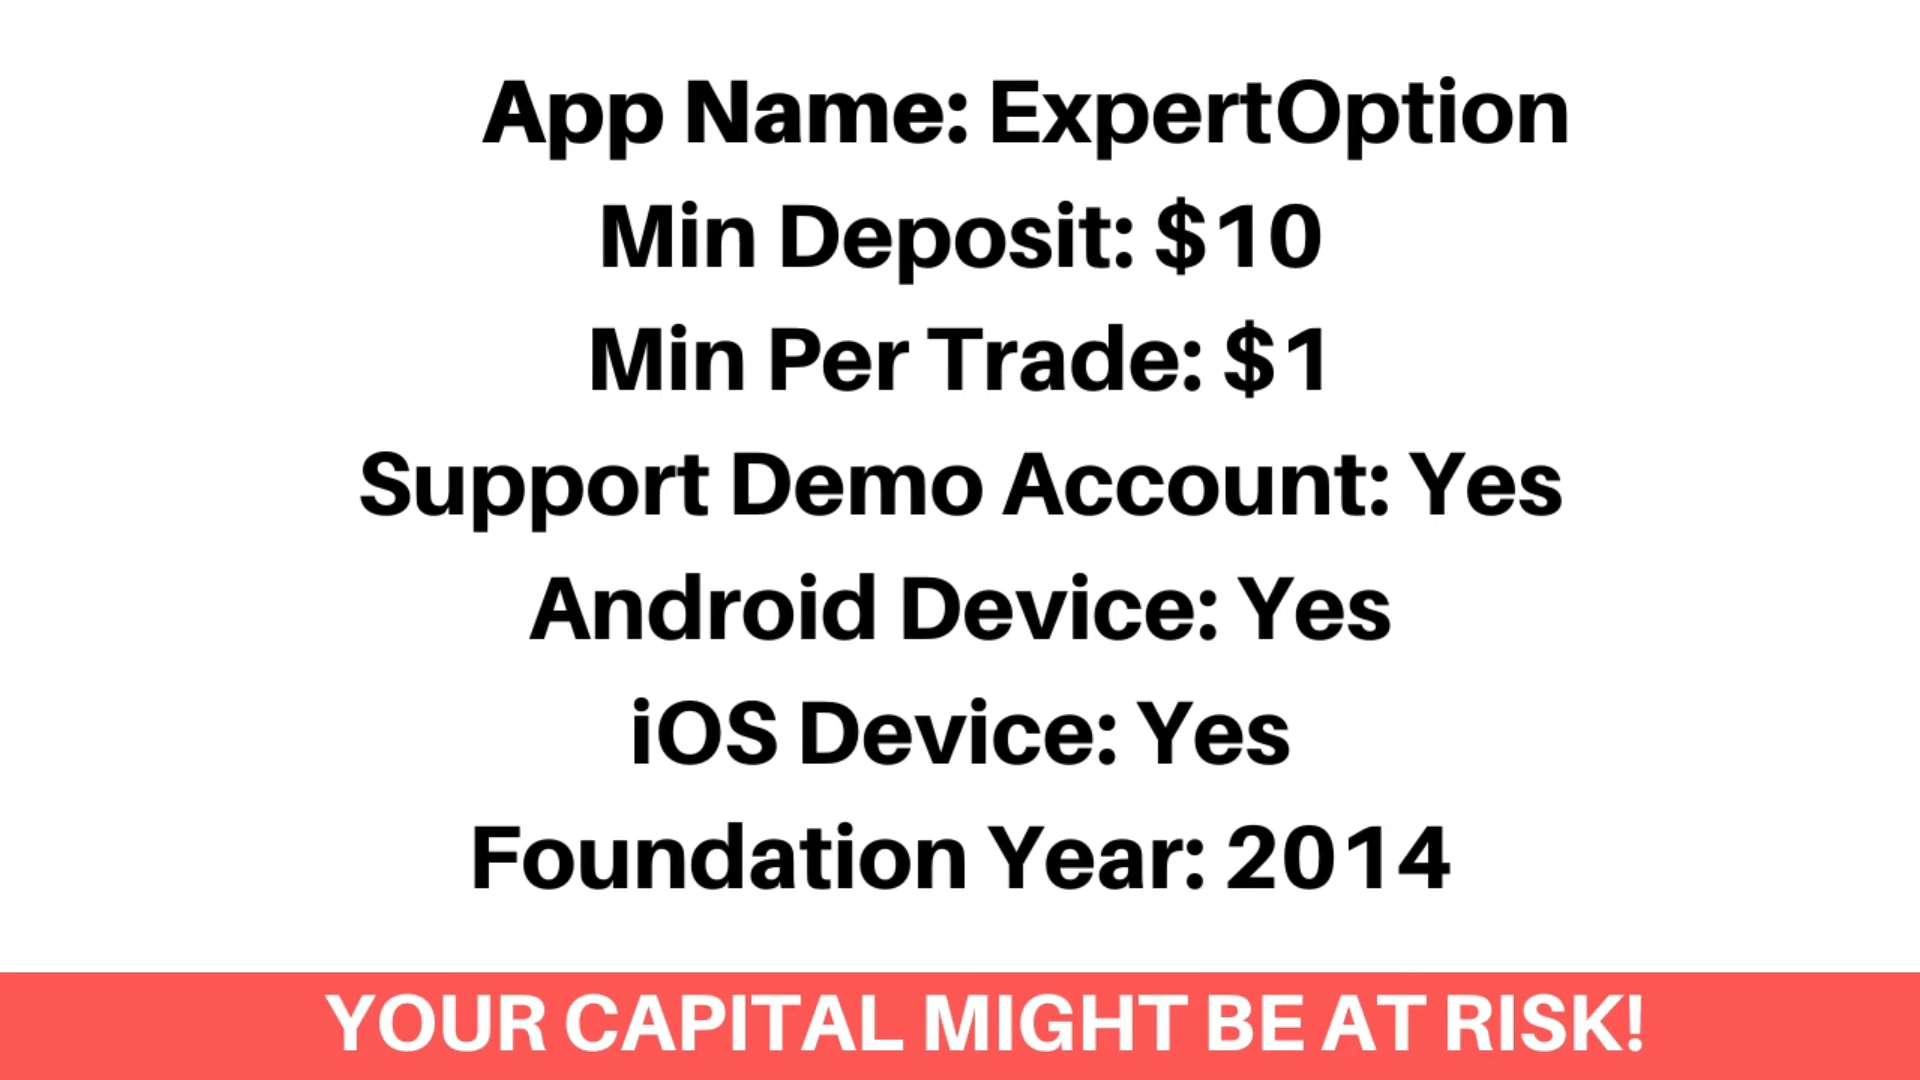 App Name: ExpertOption
Min Deposit: $10
Min Per Trade: $1
Support Demo Account: Yes
Android Device: Yes
iOS Device: Yes
Foundation Year: 2014
YOUR CAPITAL MIGHT BE AT RISK!